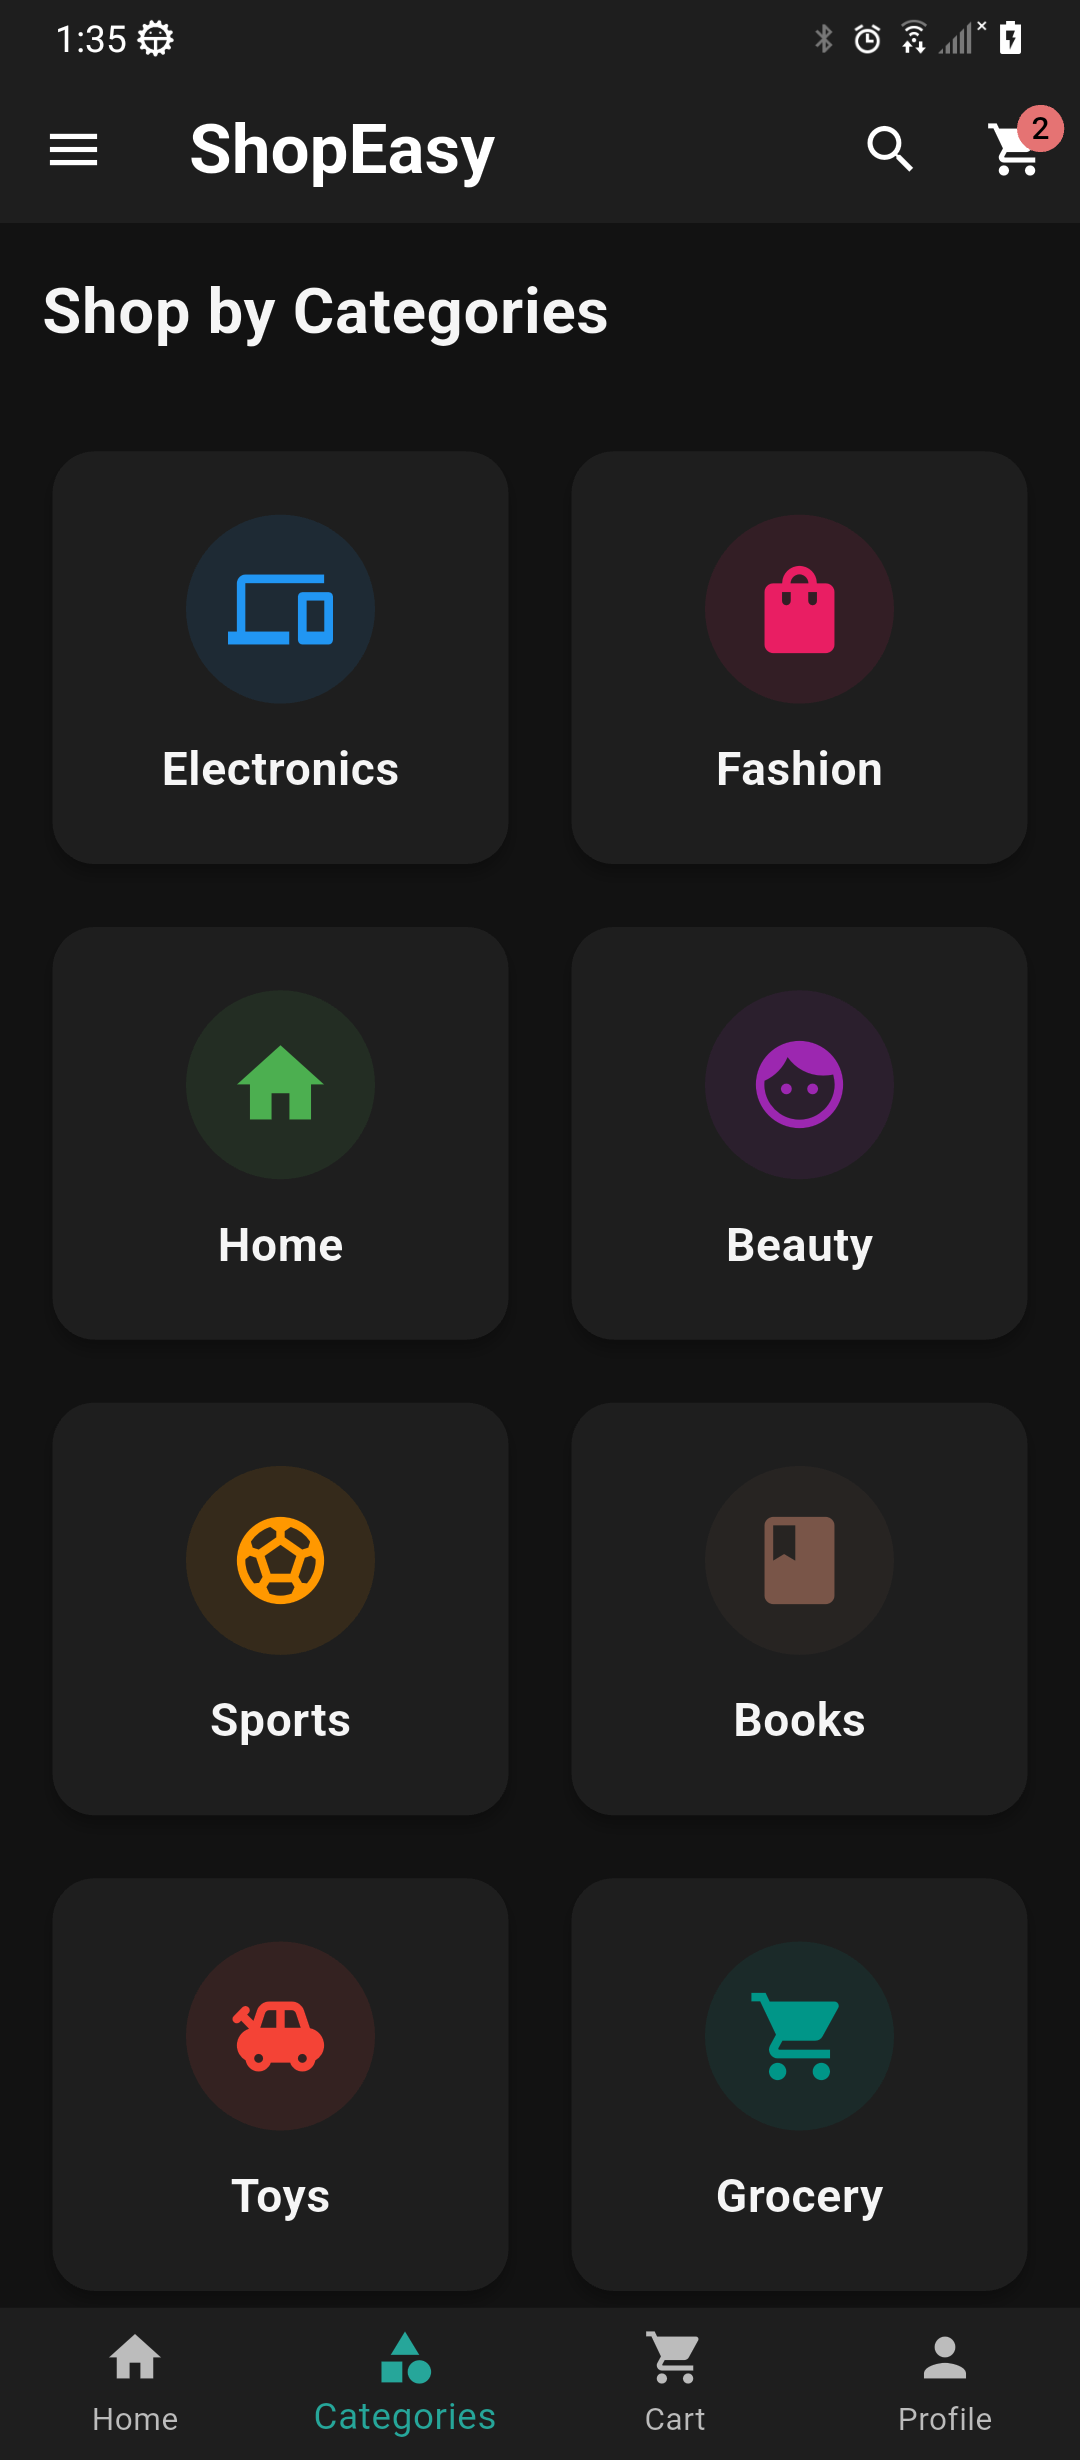 1:35
ShopEasy
2
Shop by Categories
Electronics
Fashion
Home
Beauty
Sports
Books
Toys
Grocery
Home
Categories
Cart
Profile